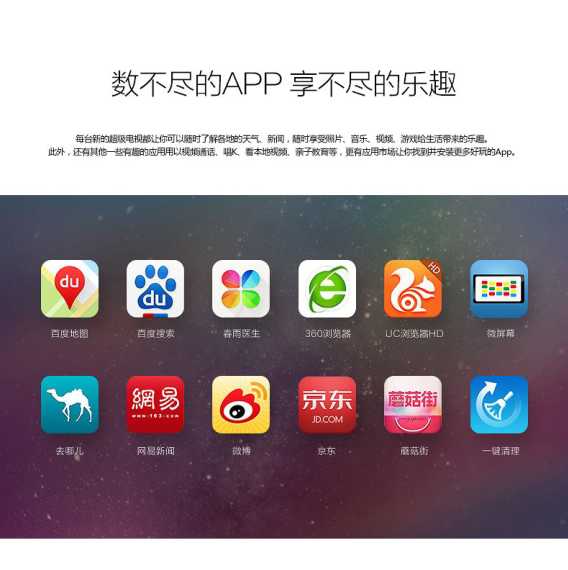 数不尽的APP 享不尽的乐趣
每台新的超级电视都让你可以随时了解各地的天气、新闻，随时享受照片、音乐、视频、游戏给生活带来的乐趣。
此外，还有其他一些有趣的应用用以视频通话、唱K、看本地视频、亲子教育等，更有应用市场让你找到并安装更多好玩的App。
du
du
HD
百度地图
百度搜索
春雨医生
360浏览器
UC浏览器HD
微屏幕
網易
www.163.com
京东
JD.COM
蘑菇街
去哪儿
网易新闻
微博
京东
蘑菇街
一键清理